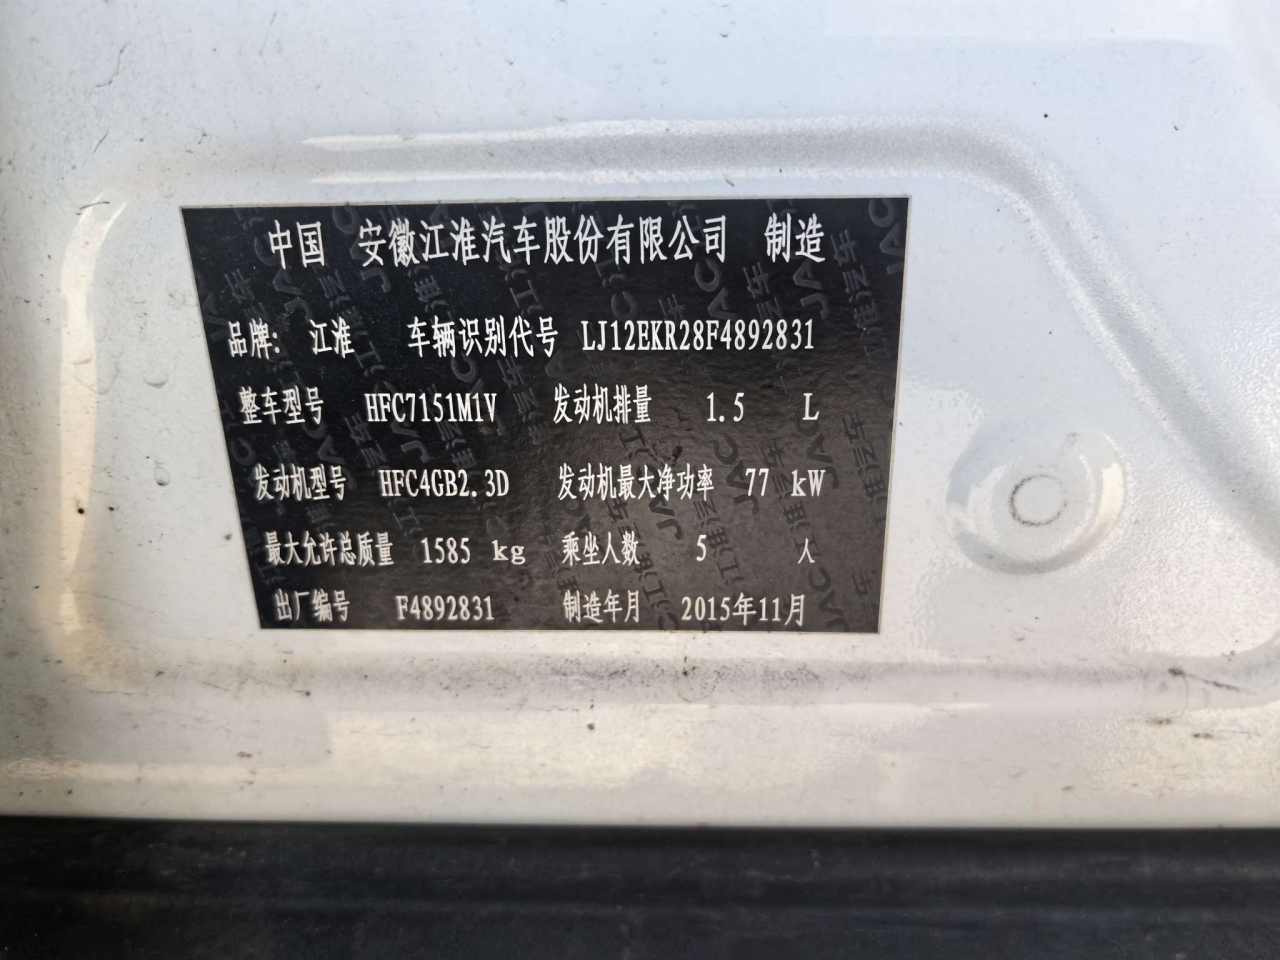 中国 安徽江淮汽车股份有限公司 制造
品牌: 江淮 车辆识别代号 LJ12EKR28F4892831
整车型号 HFC7151M1V 发动机排量 1.5 L
发动机型号 HFC4GB2.3D 发动机最大净功率 77 kW
最大允许总质量 1585 kg 乘坐人数 5 人
出厂编号 F4892831 制造年月 2015年11月